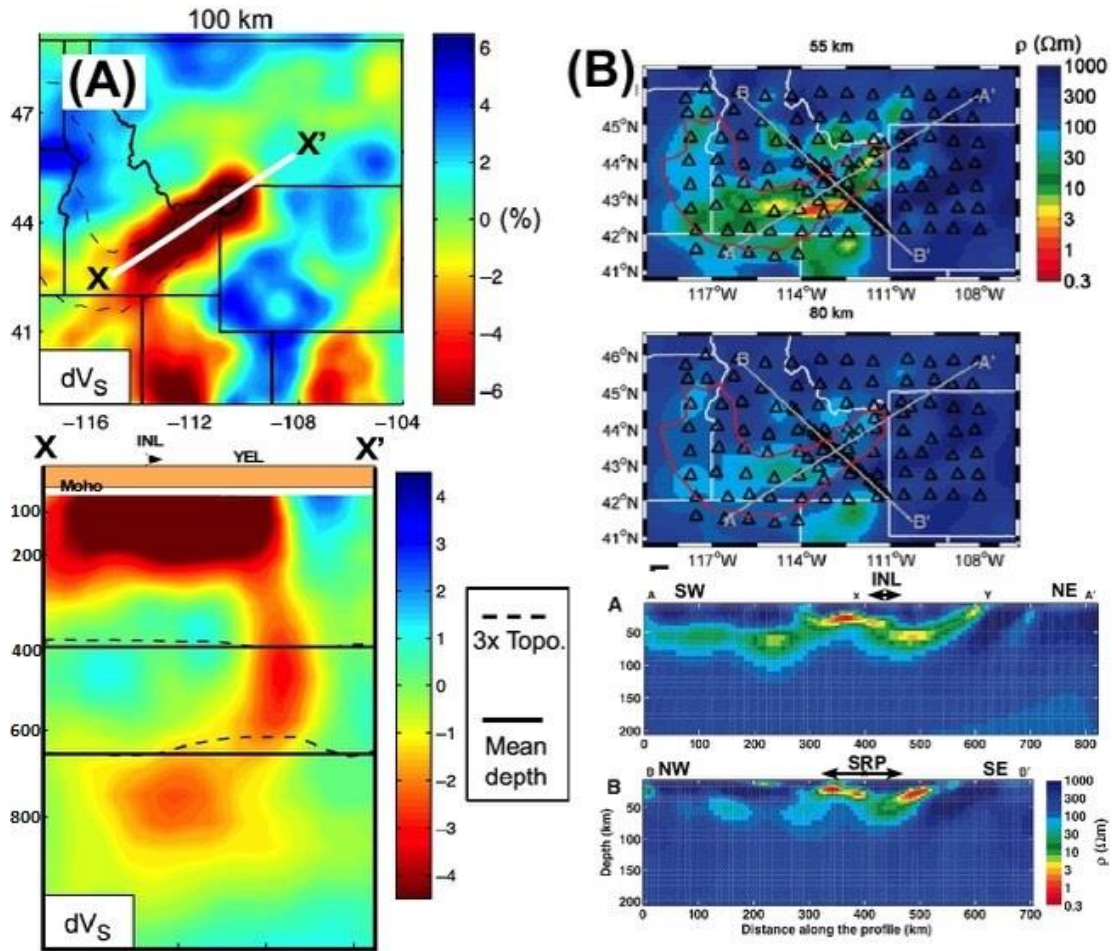 100 km
(A)
47
44
41
X
X'
dVS
-116
-112
-108
-104
6
4
2
0 (%)
-2
-4
-6
X
INL
YEL
X'
Moho
100
200
400
600
800
dVS
4
3
2
1
0
-1
-2
-3
-4
3x Topo.
Mean
depth
(B)
55 km
ρ (Ωm)
B
A'
A
B'
45°N
44°N
43°N
42°N
41°N
117°W
114°W
111°W
108°W
1000
300
100
30
10
3
1
0.3
80 km
B
A'
A
B'
46°N
45°N
44°N
43°N
42°N
41°N
117°W
114°W
111°W
108°W
INL
A
A SW
x
Y
NE A'
50
100
150
200
0 100 200 300 400 500 600 700 800
SRP
B
B NW
SE B'
50
100
150
200
Depth (km)
0 100 200 300 400 500 600 700
Distance along the profile (km)
1000
300
100
30
10
3
1
0.3
ρ (Ωm)